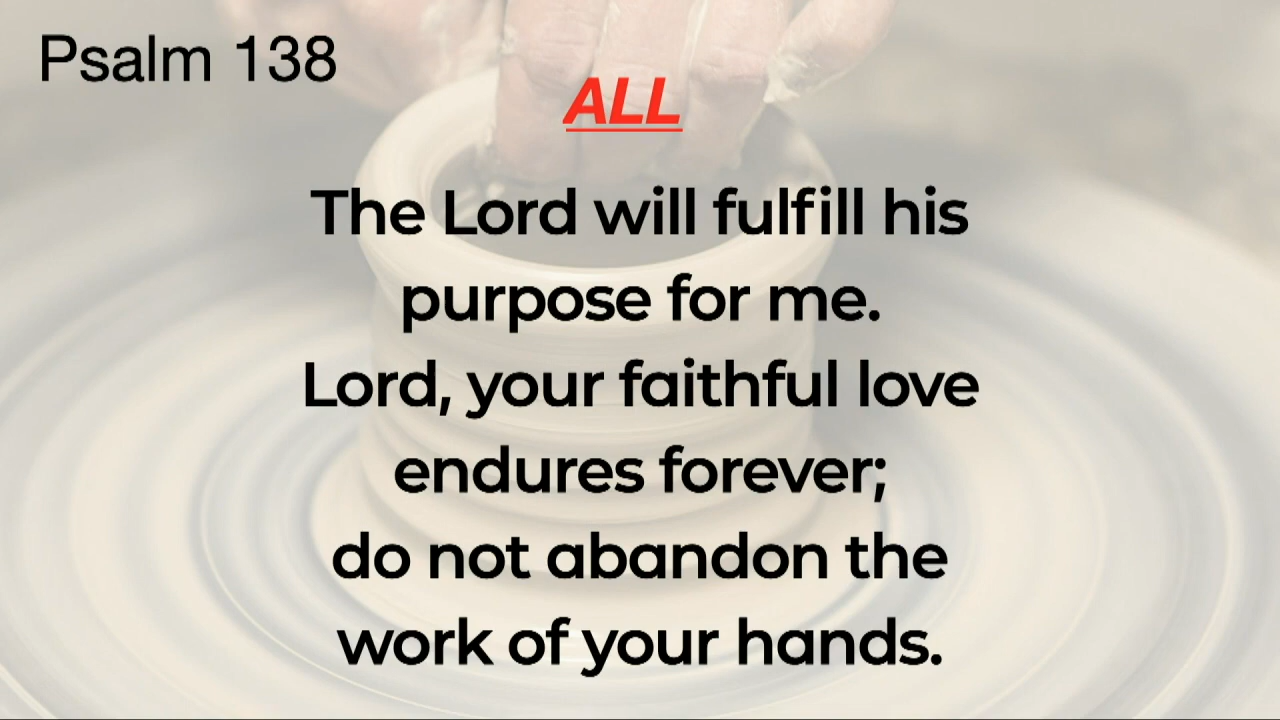 Psalm 138
ALL
The Lord will fulfill his
purpose for me.
Lord, your faithful love
endures forever;
do not abandon the
work of your hands.